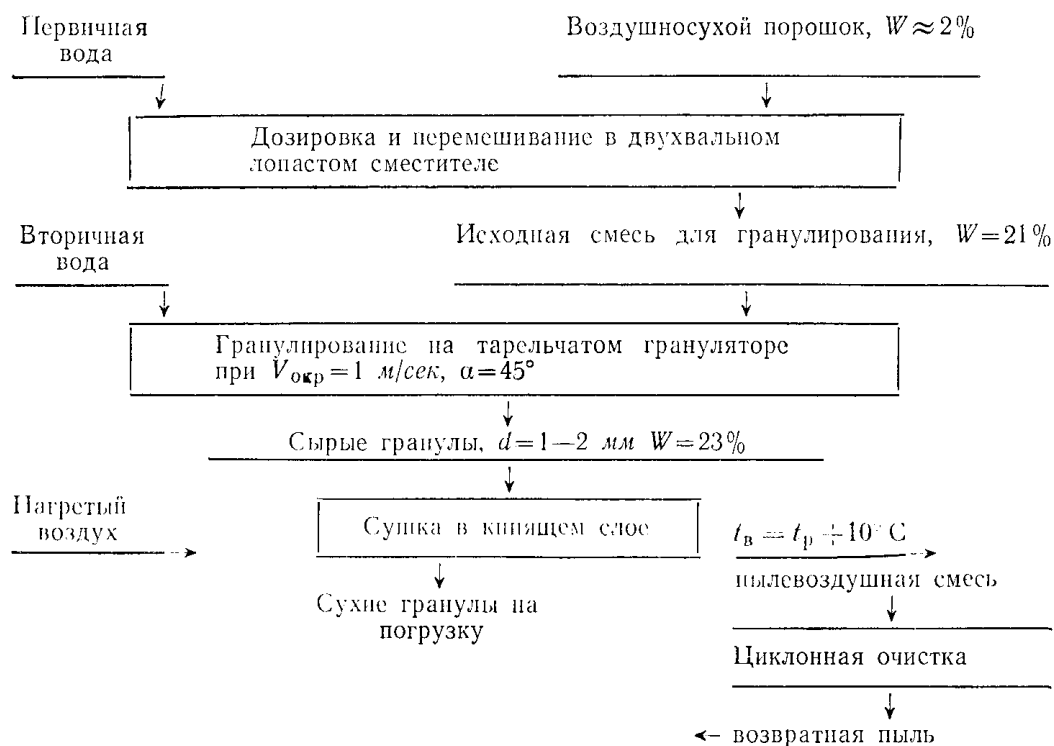 Первичная
вода
Воздушносухой порошок, W≈2%
Дозировка и перемешивание в двухвальном
лопастом сместителе
Вторичная
вода
Исходная смесь для гранулирования, W=21%
Гранулирование на тарельчатом грануляторе
при Vокр=1 м/сек, α=45°
Сырые гранулы, d=1—2 мм W=23%
Нагретый
воздух
Сушка в кипящем слое
tв = tр + 10° C
пылевоздушная смесь
Сухие гранулы на
погрузку
Циклонная очистка
возвратная пыль